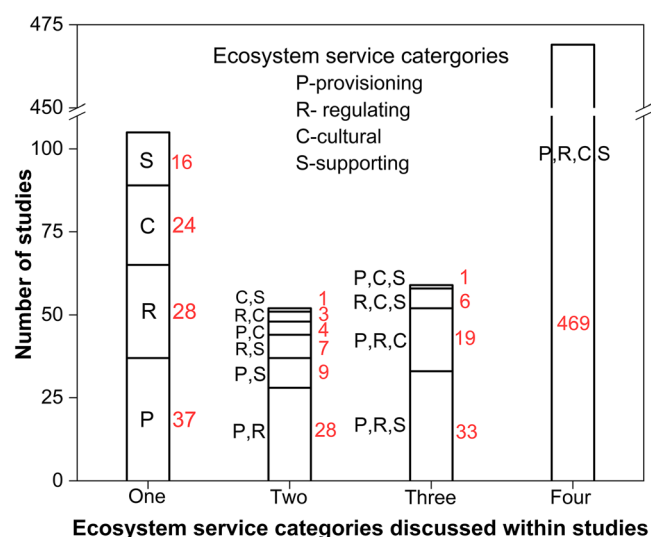 475
450
100
75
50
25
0
Number of studies
Ecosystem service catergories
P-provisioning
R- regulating
C-cultural
S-supporting
S 16
C 24
R 28
P 37
C,S 1
R,C 3
P,C 4
R,S 7
P,S 9
P,R 28
P,C,S 1
R,C,S 6
P,R,C 19
P,R,S 33
P,R,C S
469
One Two Three Four
Ecosystem service categories discussed within studies